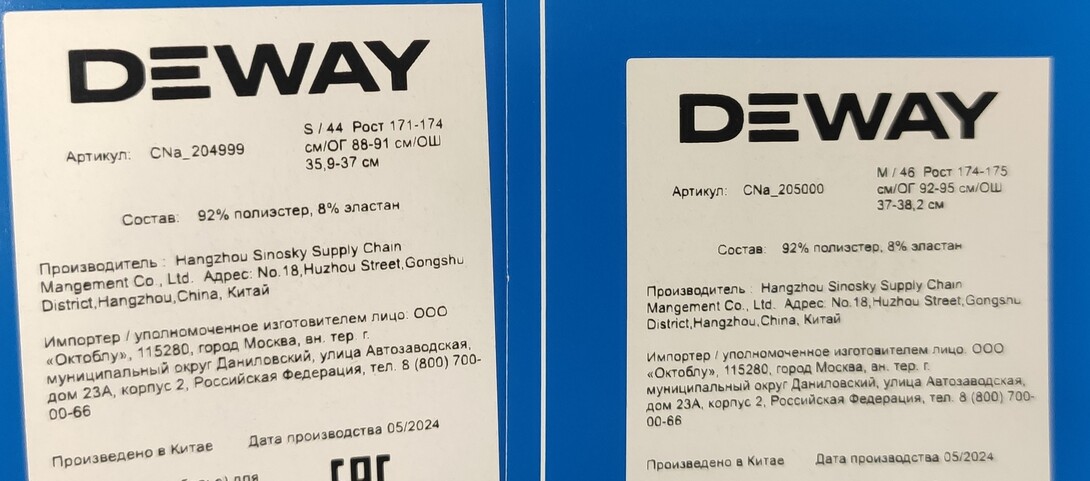 DEWAY
Артикул: CNa_204999
S / 44 Рост 171-174
см/ОГ 88-91 см/ОШ
35,9-37 см
Состав: 92% полиэстер, 8% эластан
Производитель : Hangzhou Sinosky Supply Chain
Mangement Co., Ltd. Адрес: No.18,Huzhou Street,Gongshu
District,Hangzhou,China, Китай
Импортер / уполномоченное изготовителем лицо: ООО
«Октоблу», 115280, город Москва, вн. тер. г.
муниципальный округ Даниловский, улица Автозаводская,
дом 23А, корпус 2, Российская Федерация, тел. 8 (800) 700-
00-66
Произведено в Китае Дата производства 05/2024
для
EAC
DEWAY
Артикул: CNa_205000
M / 46 Рост 174-175
см/ОГ 92-95 см/ОШ
37-38,2 см
Состав: 92% полиэстер, 8% эластан
Производитель : Hangzhou Sinosky Supply Chain
Mangement Co., Ltd. Адрес: No.18,Huzhou Street,Gongshu
District,Hangzhou,China, Китай
Импортер / уполномоченное изготовителем лицо: ООО
«Октоблу», 115280, город Москва, вн. тер. г.
муниципальный округ Даниловский, улица Автозаводская,
дом 23А, корпус 2, Российская Федерация, тел. 8 (800) 700-
00-66
Произведено в Китае Дата производства 05/2024